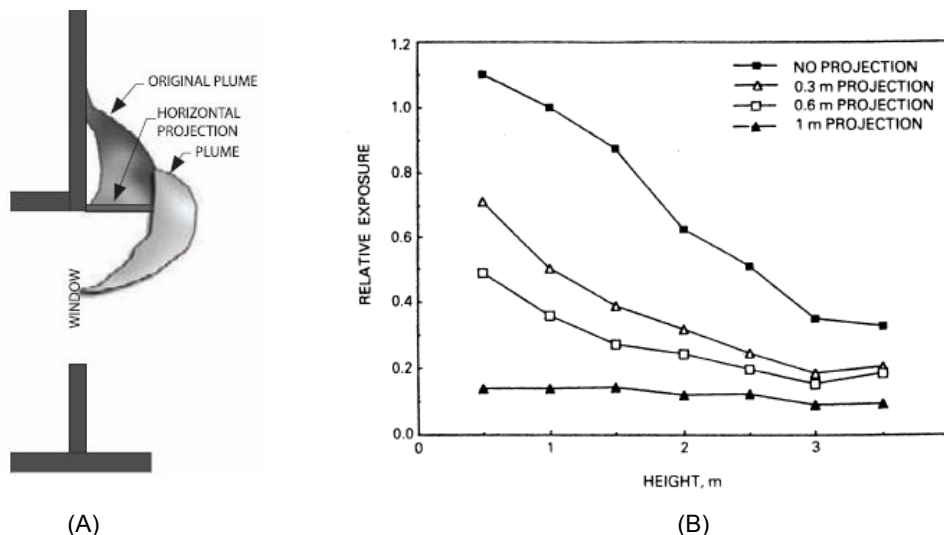 ORIGINAL PLUME
HORIZONTAL
PROJECTION
PLUME
WINDOW
(A)
1.2
1.0
0.8
0.6
0.4
0.2
0.0
RELATIVE EXPOSURE
NO PROJECTION
0.3 m PROJECTION
0.6 m PROJECTION
1 m PROJECTION
0
1
2
3
HEIGHT, m
(B)